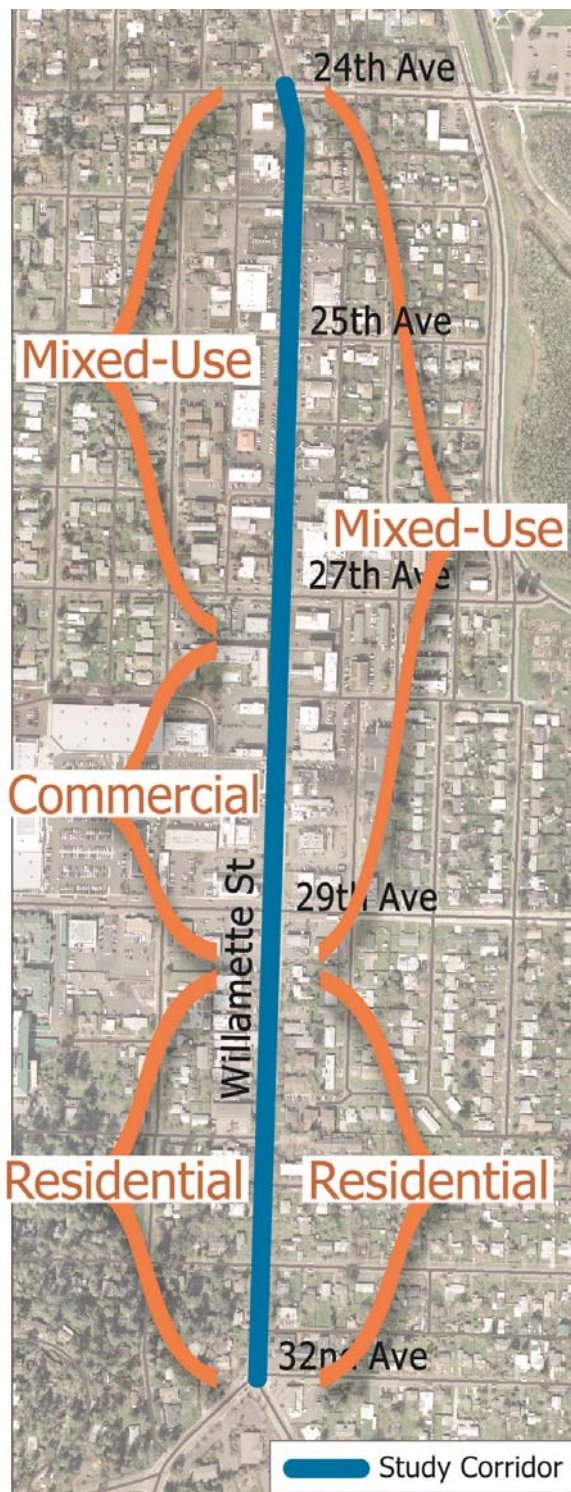 24th Ave
25th Ave
Mixed-Use
Mixed-Use
27th Ave
Commercial
Willamette St
29th Ave
Residential
Residential
32nd Ave
Study Corridor